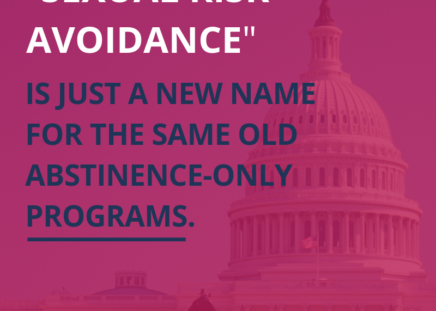 AVOIDANCE"
IS JUST A NEW NAME
FOR THE SAME OLD
ABSTINENCE-ONLY
PROGRAMS.